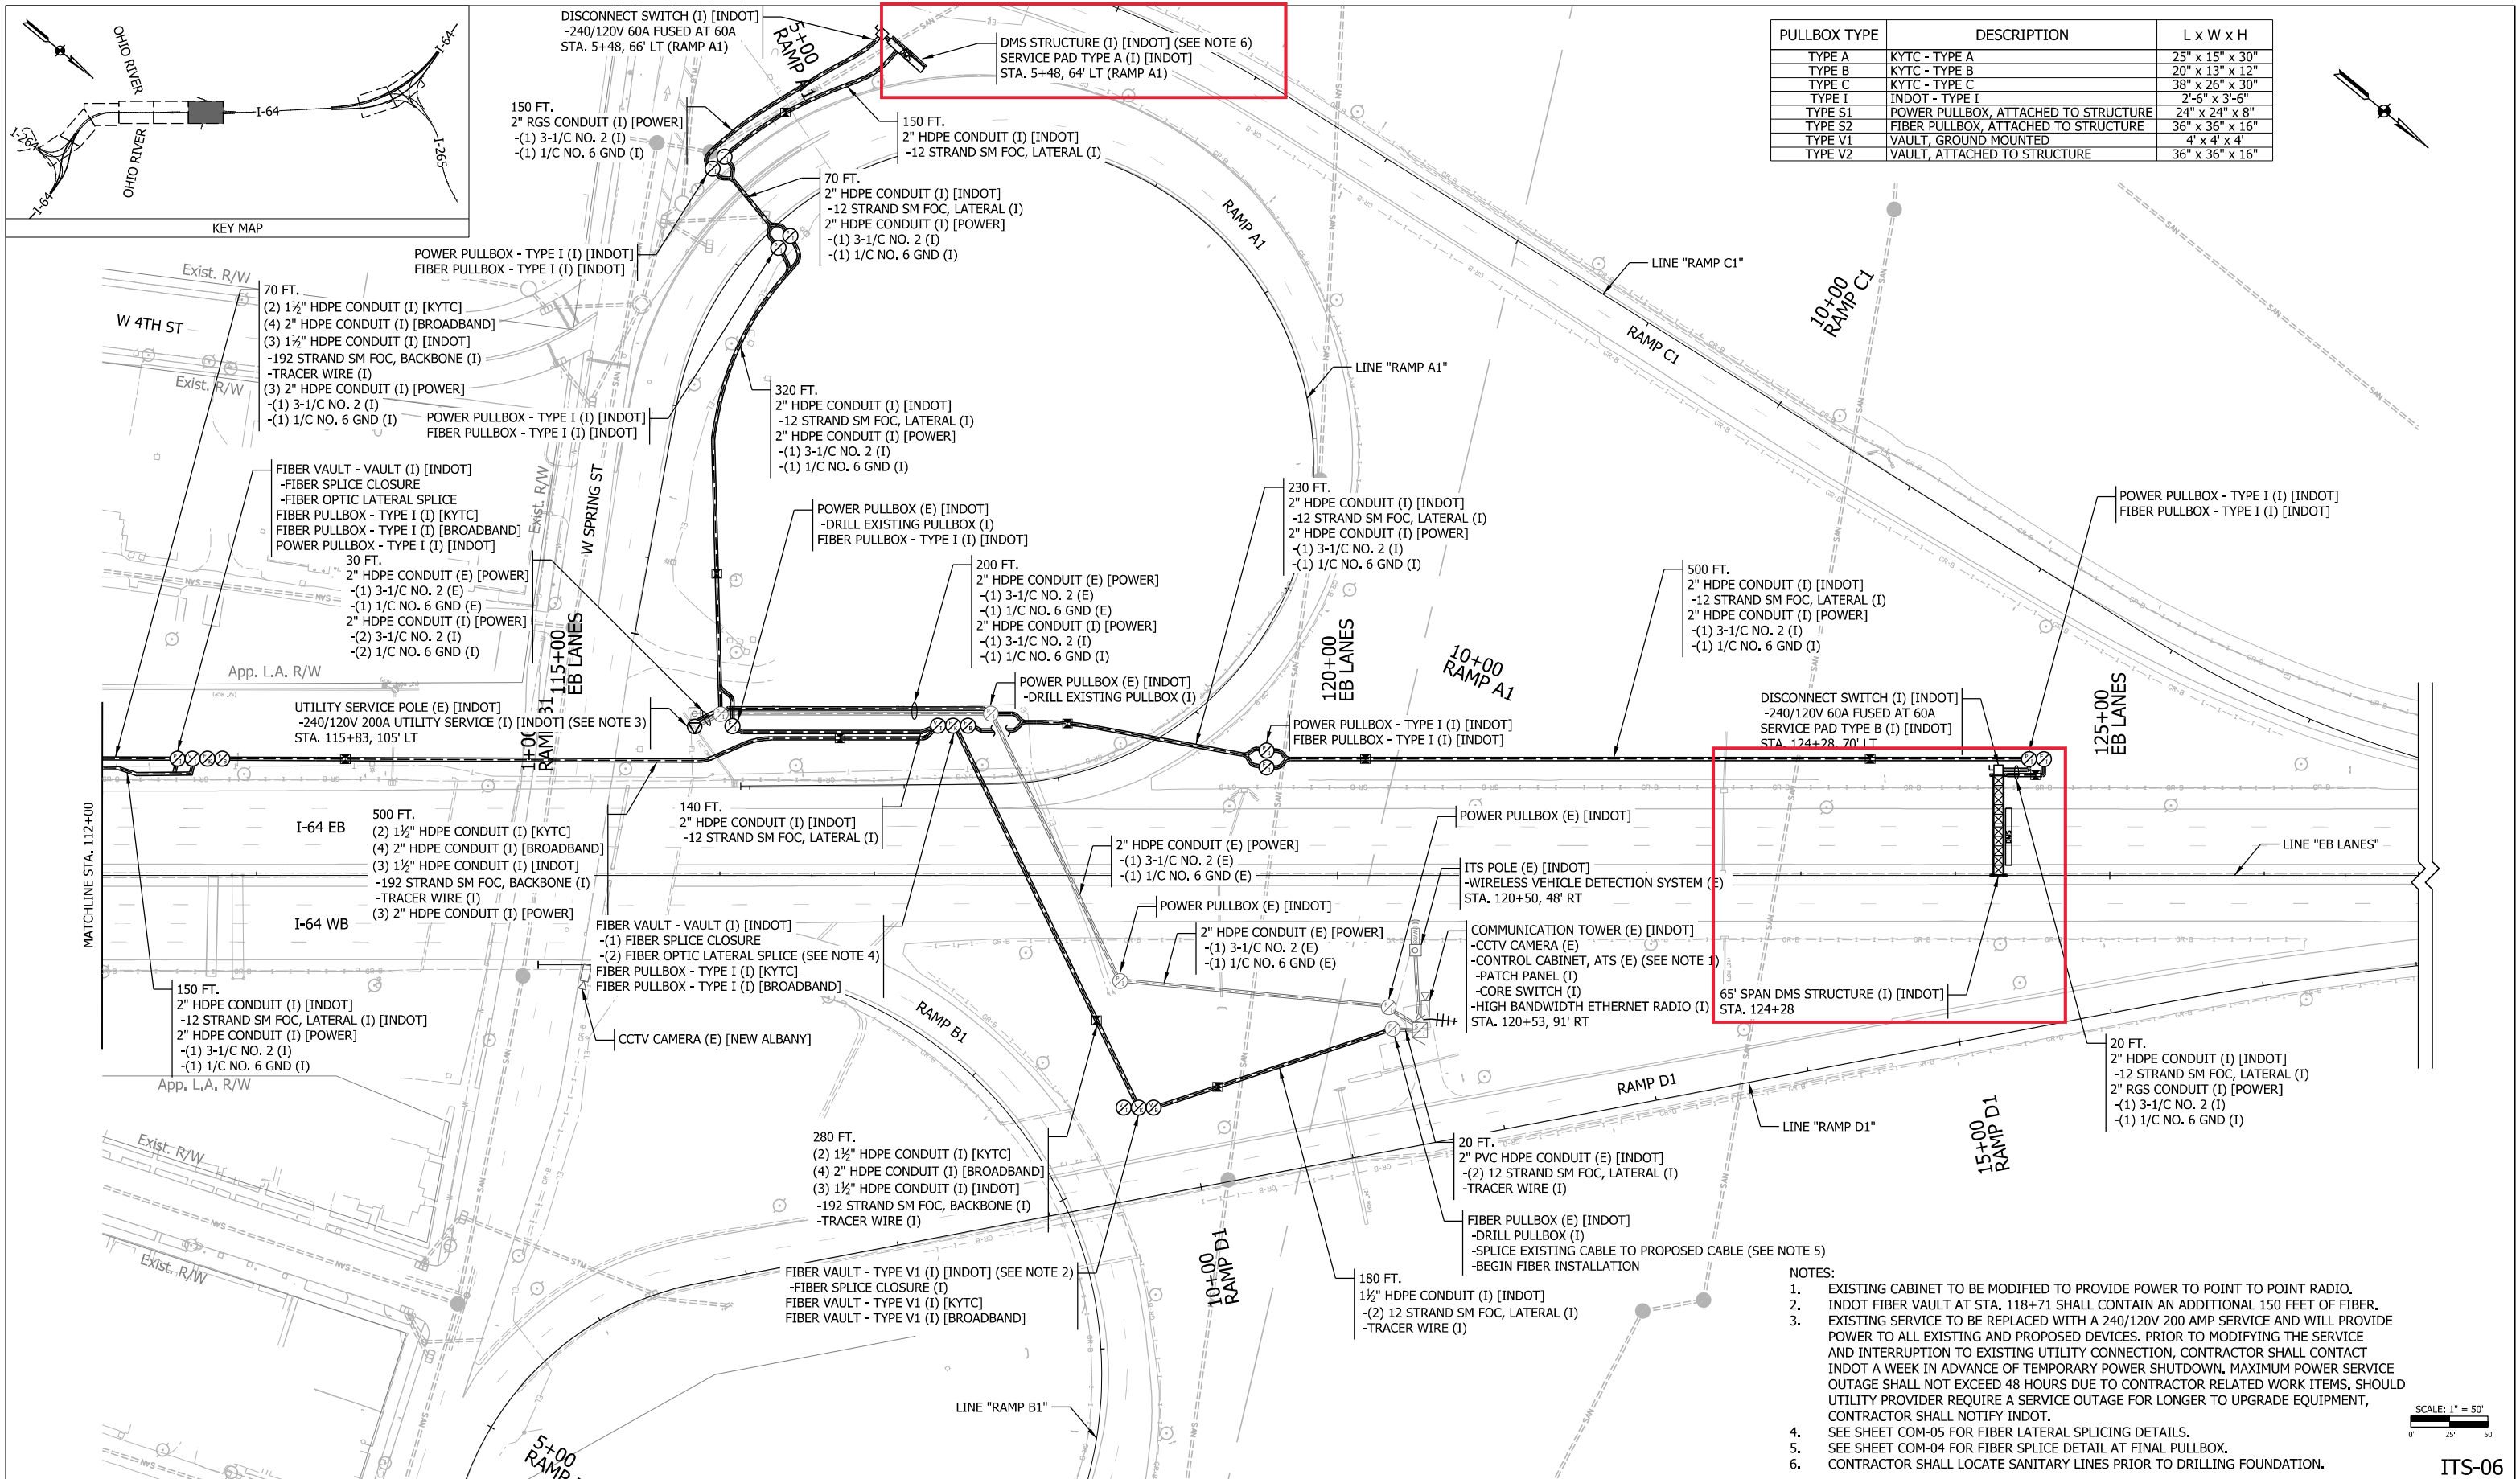 OHIO RIVER
I-64
I-264
I-64
I-64
OHIO RIVER
I-265
KEY MAP
DISCONNECT SWITCH (I) [INDOT]
-240/120V 60A FUSED AT 60A
STA. 5+48, 66' LT (RAMP A1)
5+00
RAMP A1
DMS STRUCTURE (I) [INDOT] (SEE NOTE 6)
SERVICE PAD TYPE A (I) [INDOT]
STA. 5+48, 64' LT (RAMP A1)
PULLBOX TYPE DESCRIPTION L x W x H
TYPE A KYTC - TYPE A 25" x 15" x 30"
TYPE B KYTC - TYPE B 20" x 13" x 12"
TYPE C KYTC - TYPE C 38" x 26" x 30"
TYPE I INDOT - TYPE I 2'-6" x 3'-6"
TYPE S1 POWER PULLBOX, ATTACHED TO STRUCTURE 24" x 24" x 8"
TYPE S2 FIBER PULLBOX, ATTACHED TO STRUCTURE 36" x 36" x 16"
TYPE V1 VAULT, GROUND MOUNTED 4' x 4' x 4'
TYPE V2 VAULT, ATTACHED TO STRUCTURE 36" x 36" x 16"
150 FT.
2" RGS CONDUIT (I) [POWER]
-(1) 3-1/C NO. 2 (I)
-(1) 1/C NO. 6 GND (I)
150 FT.
2" HDPE CONDUIT (I) [INDOT]
-12 STRAND SM FOC, LATERAL (I)
70 FT.
2" HDPE CONDUIT (I) [INDOT]
-12 STRAND SM FOC, LATERAL (I)
2" HDPE CONDUIT (I) [POWER]
-(1) 3-1/C NO. 2 (I)
-(1) 1/C NO. 6 GND (I)
POWER PULLBOX - TYPE I (I) [INDOT]
FIBER PULLBOX - TYPE I (I) [INDOT]
RAMP A1
LINE "RAMP C1"
10+00
RAMP C1
RAMP C1
LINE "RAMP A1"
Exist. R/W
W 4TH ST
Exist. R/W
70 FT.
(2) 1½" HDPE CONDUIT (I) [KYTC]
(4) 2" HDPE CONDUIT (I) [BROADBAND]
(3) 1½" HDPE CONDUIT (I) [INDOT]
-192 STRAND SM FOC, BACKBONE (I)
-TRACER WIRE (I)
(3) 2" HDPE CONDUIT (I) [POWER]
-(1) 3-1/C NO. 2 (I)
-(1) 1/C NO. 6 GND (I)
POWER PULLBOX - TYPE I (I) [INDOT]
FIBER PULLBOX - TYPE I (I) [INDOT]
320 FT.
2" HDPE CONDUIT (I) [INDOT]
-12 STRAND SM FOC, LATERAL (I)
2" HDPE CONDUIT (I) [POWER]
-(1) 3-1/C NO. 2 (I)
-(1) 1/C NO. 6 GND (I)
FIBER VAULT - VAULT (I) [INDOT]
-FIBER SPLICE CLOSURE
-FIBER OPTIC LATERAL SPLICE
FIBER PULLBOX - TYPE I (I) [KYTC]
FIBER PULLBOX - TYPE I (I) [BROADBAND]
POWER PULLBOX - TYPE I (I) [INDOT]
Exist. R/W
W SPRING ST
30 FT.
2" HDPE CONDUIT (E) [POWER]
-(1) 3-1/C NO. 2 (E)
-(1) 1/C NO. 6 GND (E)
2" HDPE CONDUIT (I) [POWER]
-(2) 3-1/C NO. 2 (I)
-(2) 1/C NO. 6 GND (I)
POWER PULLBOX (E) [INDOT]
-DRILL EXISTING PULLBOX (I)
FIBER PULLBOX - TYPE I (I) [INDOT]
200 FT.
2" HDPE CONDUIT (E) [POWER]
-(1) 3-1/C NO. 2 (E)
-(1) 1/C NO. 6 GND (E)
2" HDPE CONDUIT (I) [POWER]
-(1) 3-1/C NO. 2 (I)
-(1) 1/C NO. 6 GND (I)
230 FT.
2" HDPE CONDUIT (I) [INDOT]
-12 STRAND SM FOC, LATERAL (I)
2" HDPE CONDUIT (I) [POWER]
-(1) 3-1/C NO. 2 (I)
-(1) 1/C NO. 6 GND (I)
500 FT.
2" HDPE CONDUIT (I) [INDOT]
-12 STRAND SM FOC, LATERAL (I)
2" HDPE CONDUIT (I) [POWER]
-(1) 3-1/C NO. 2 (I)
-(1) 1/C NO. 6 GND (I)
POWER PULLBOX - TYPE I (I) [INDOT]
FIBER PULLBOX - TYPE I (I) [INDOT]
115+00
EB LANES
120+00
EB LANES
10+00
RAMP A1
125+00
EB LANES
App. L.A. R/W
UTILITY SERVICE POLE (E) [INDOT]
-240/120V 200A UTILITY SERVICE (I) [INDOT] (SEE NOTE 3)
STA. 115+83, 105' LT
1+00
RAMP B1
POWER PULLBOX (E) [INDOT]
-DRILL EXISTING PULLBOX (I)
POWER PULLBOX - TYPE I (I) [INDOT]
FIBER PULLBOX - TYPE I (I) [INDOT]
DISCONNECT SWITCH (I) [INDOT]
-240/120V 60A FUSED AT 60A
SERVICE PAD TYPE B (I) [INDOT]
STA. 124+28, 70' LT
MATCHLINE STA. 112+00
I-64 EB
I-64 WB
500 FT.
(2) 1½" HDPE CONDUIT (I) [KYTC]
(4) 2" HDPE CONDUIT (I) [BROADBAND]
(3) 1½" HDPE CONDUIT (I) [INDOT]
-192 STRAND SM FOC, BACKBONE (I)
-TRACER WIRE (I)
(3) 2" HDPE CONDUIT (I) [POWER]
140 FT.
2" HDPE CONDUIT (I) [INDOT]
-12 STRAND SM FOC, LATERAL (I)
2" HDPE CONDUIT (E) [POWER]
-(1) 3-1/C NO. 2 (E)
-(1) 1/C NO. 6 GND (E)
POWER PULLBOX (E) [INDOT]
ITS POLE (E) [INDOT]
-WIRELESS VEHICLE DETECTION SYSTEM (E)
STA. 120+50, 48' RT
DMS
LINE "EB LANES"
POWER PULLBOX (E) [INDOT]
2" HDPE CONDUIT (E) [POWER]
-(1) 3-1/C NO. 2 (E)
-(1) 1/C NO. 6 GND (E)
COMMUNICATION TOWER (E) [INDOT]
-CCTV CAMERA (E)
-CONTROL CABINET, ATS (E) (SEE NOTE 1)
-PATCH PANEL (I)
-CORE SWITCH (I)
-HIGH BANDWIDTH ETHERNET RADIO (I)
STA. 120+53, 91' RT
65' SPAN DMS STRUCTURE (I) [INDOT]
STA. 124+28
FIBER VAULT - VAULT (I) [INDOT]
-(1) FIBER SPLICE CLOSURE
-(2) FIBER OPTIC LATERAL SPLICE (SEE NOTE 4)
FIBER PULLBOX - TYPE I (I) [KYTC]
FIBER PULLBOX - TYPE I (I) [BROADBAND]
150 FT.
2" HDPE CONDUIT (I) [INDOT]
-12 STRAND SM FOC, LATERAL (I) [INDOT]
2" HDPE CONDUIT (I) [POWER]
-(1) 3-1/C NO. 2 (I)
-(1) 1/C NO. 6 GND (I)
App. L.A. R/W
CCTV CAMERA (E) [NEW ALBANY]
RAMP B1
RAMP D1
LINE "RAMP D1"
15+00
RAMP D1
20 FT.
2" HDPE CONDUIT (I) [INDOT]
-12 STRAND SM FOC, LATERAL (I)
2" RGS CONDUIT (I) [POWER]
-(1) 3-1/C NO. 2 (I)
-(1) 1/C NO. 6 GND (I)
Exist. R/W
Exist. R/W
280 FT.
(2) 1½" HDPE CONDUIT (I) [KYTC]
(4) 2" HDPE CONDUIT (I) [BROADBAND]
(3) 1½" HDPE CONDUIT (I) [INDOT]
-192 STRAND SM FOC, BACKBONE (I)
-TRACER WIRE (I)
20 FT.
2" PVC HDPE CONDUIT (E) [INDOT]
-(2) 12 STRAND SM FOC, LATERAL (I)
-TRACER WIRE (I)
FIBER PULLBOX (E) [INDOT]
-DRILL PULLBOX (I)
-SPLICE EXISTING CABLE TO PROPOSED CABLE (SEE NOTE 5)
-BEGIN FIBER INSTALLATION
10+00
RAMP D1
FIBER VAULT - TYPE V1 (I) [INDOT] (SEE NOTE 2)
-FIBER SPLICE CLOSURE (I)
FIBER VAULT - TYPE V1 (I) [KYTC]
FIBER VAULT - TYPE V1 (I) [BROADBAND]
180 FT.
1½" HDPE CONDUIT (I) [INDOT]
-(2) 12 STRAND SM FOC, LATERAL (I)
-TRACER WIRE (I)
LINE "RAMP B1"
5+00
RAMP
NOTES:
1. EXISTING CABINET TO BE MODIFIED TO PROVIDE POWER TO POINT TO POINT RADIO.
2. INDOT FIBER VAULT AT STA. 118+71 SHALL CONTAIN AN ADDITIONAL 150 FEET OF FIBER.
3. EXISTING SERVICE TO BE REPLACED WITH A 240/120V 200 AMP SERVICE AND WILL PROVIDE
POWER TO ALL EXISTING AND PROPOSED DEVICES. PRIOR TO MODIFYING THE SERVICE
AND INTERRUPTION TO EXISTING UTILITY CONNECTION, CONTRACTOR SHALL CONTACT
INDOT A WEEK IN ADVANCE OF TEMPORARY POWER SHUTDOWN. MAXIMUM POWER SERVICE
OUTAGE SHALL NOT EXCEED 48 HOURS DUE TO CONTRACTOR RELATED WORK ITEMS. SHOULD
UTILITY PROVIDER REQUIRE A SERVICE OUTAGE FOR LONGER TO UPGRADE EQUIPMENT,
CONTRACTOR SHALL NOTIFY INDOT.
4. SEE SHEET COM-05 FOR FIBER LATERAL SPLICING DETAILS.
5. SEE SHEET COM-04 FOR FIBER SPLICE DETAIL AT FINAL PULLBOX.
6. CONTRACTOR SHALL LOCATE SANITARY LINES PRIOR TO DRILLING FOUNDATION.
SCALE: 1" = 50'
0' 25' 50'
ITS-06